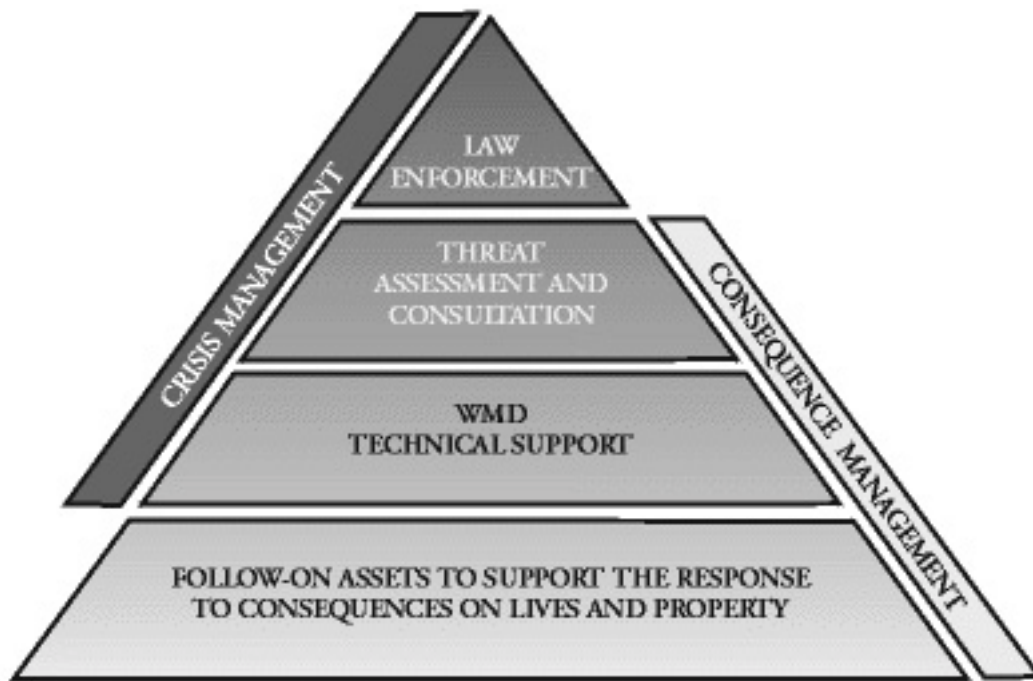 LAW
ENFORCEMENT
CRISIS MANAGEMENT
THREAT
ASSESSMENT AND
CONSULTATION
CONSEQUENCE MANAGEMENT
WMD
TECHNICAL SUPPORT
FOLLOW-ON ASSETS TO SUPPORT THE RESPONSE
TO CONSEQUENCES ON LIVES AND PROPERTY